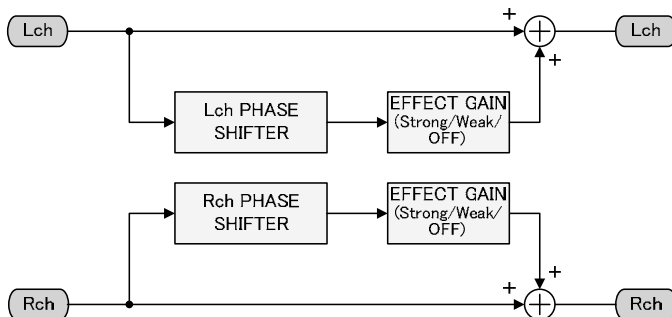 Lch
+
Lch
+
Lch PHASE
SHIFTER
EFFECT GAIN
(Strong/Weak/
OFF)
Rch PHASE
SHIFTER
EFFECT GAIN
(Strong/Weak/
OFF)
+
Rch
+
Rch